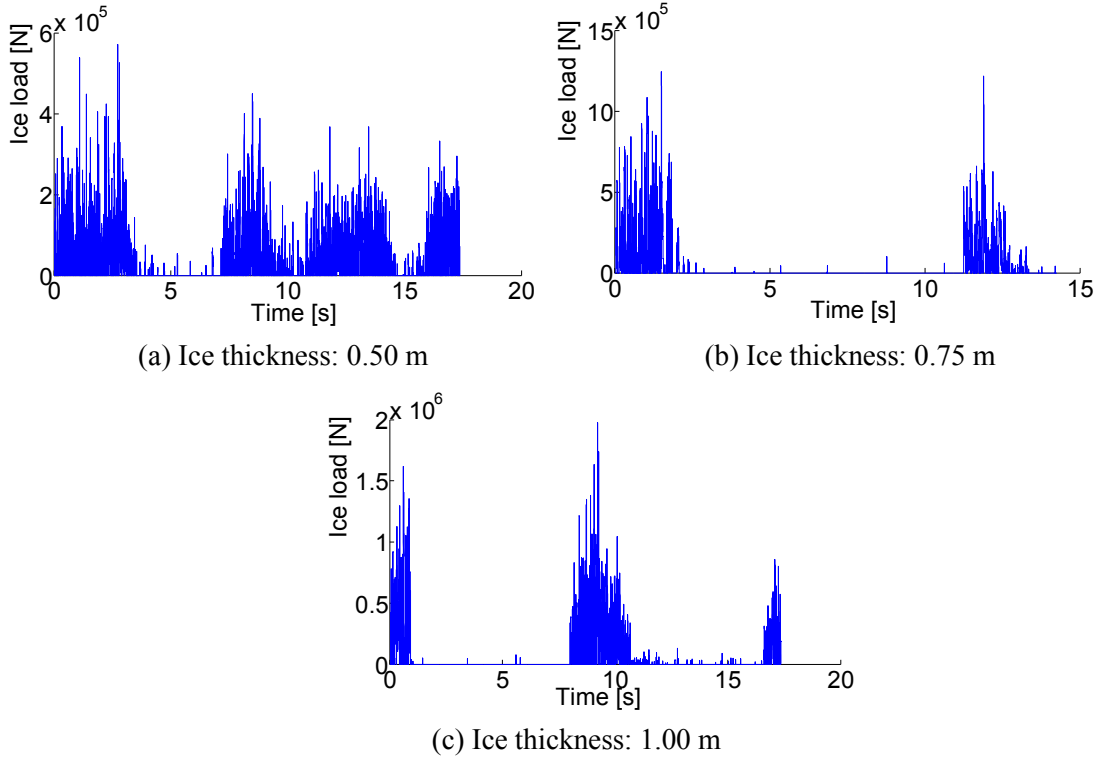 x 10^5
6
4
2
0
Ice load [N]
0 5 10 15 20
Time [s]
(a) Ice thickness: 0.50 m
x 10^5
15
10
5
0
Ice load [N]
0 5 10 15
Time [s]
(b) Ice thickness: 0.75 m
x 10^6
2
1.5
1
0.5
0
Ice load [N]
0 5 10 15 20
Time [s]
(c) Ice thickness: 1.00 m